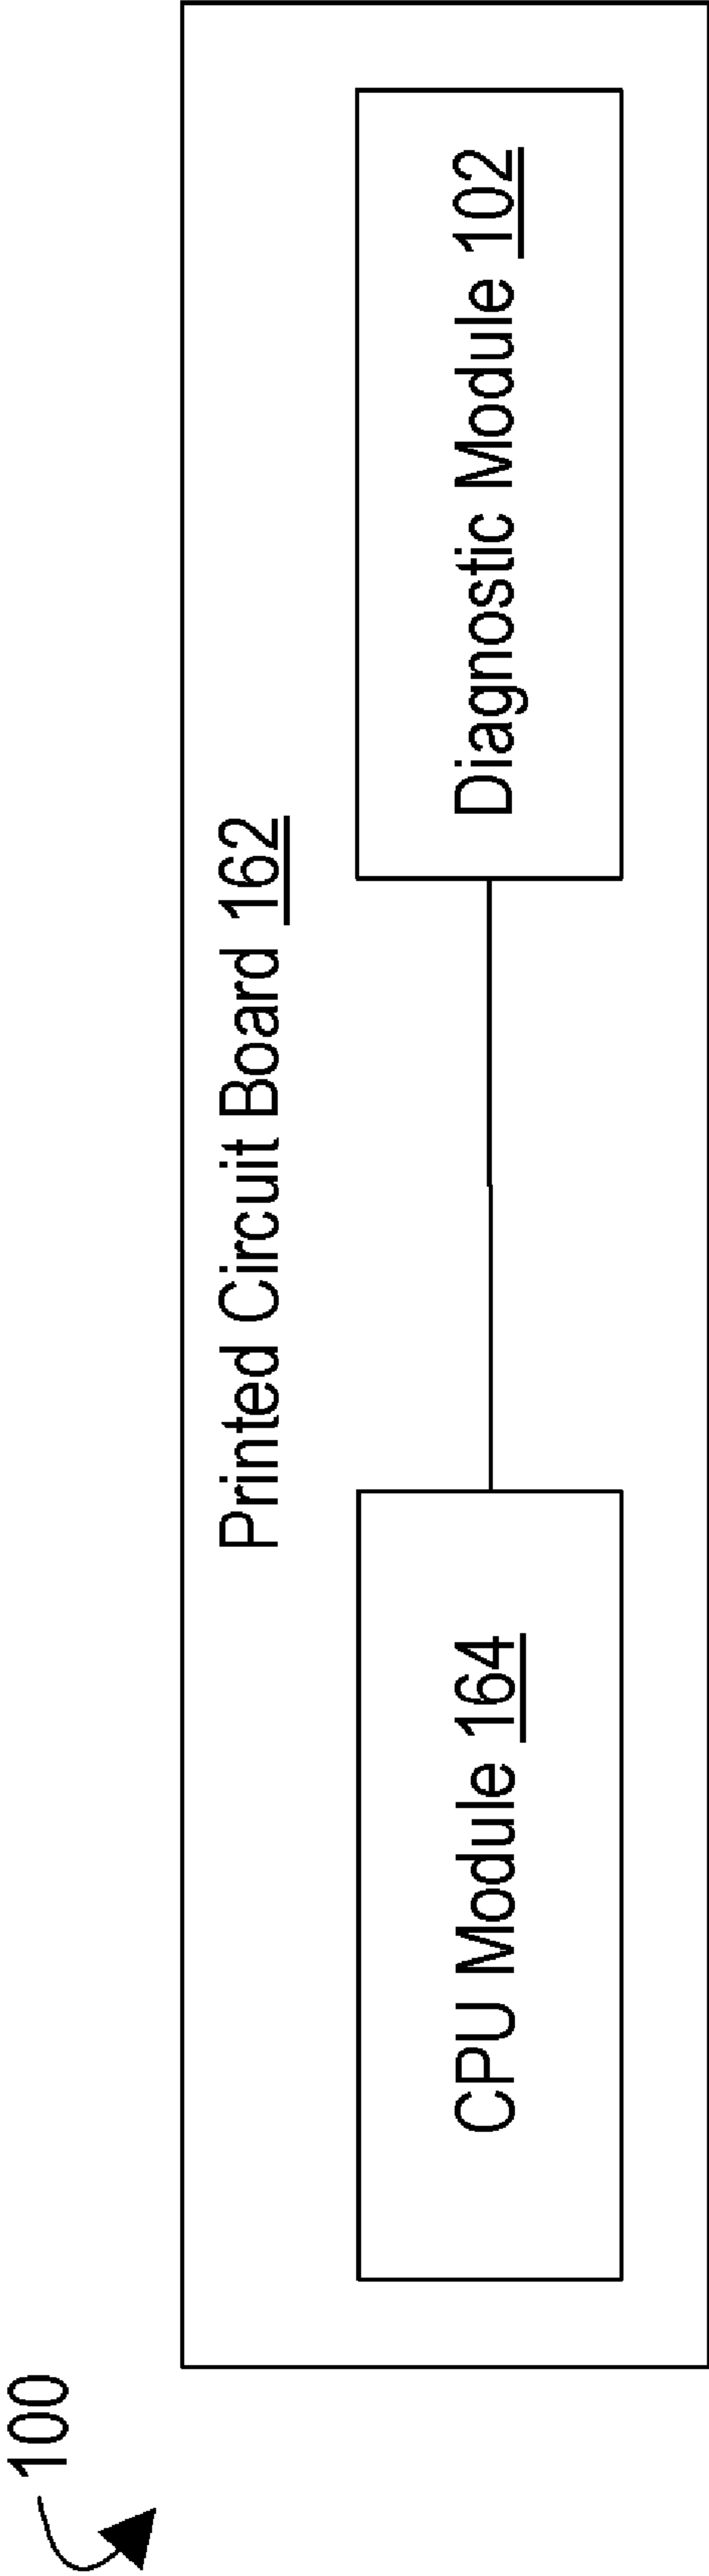 100
Printed Circuit Board 162
CPU Module 164
Diagnostic Module 102